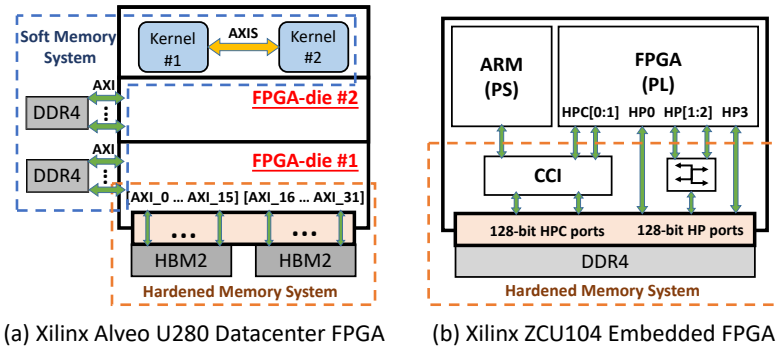 Soft Memory
System
Kernel
#1
AXIS
Kernel
#2
AXI
DDR4
FPGA-die #2
AXI
DDR4
FPGA-die #1
[AXI_0 ... AXI_15] [AXI_16 ... AXI_31]
... ...
HBM2 HBM2
Hardened Memory System
(a) Xilinx Alveo U280 Datacenter FPGA
ARM
(PS)
FPGA
(PL)
HPC[0:1] HP0 HP[1:2] HP3
CCI
128-bit HPC ports 128-bit HP ports
DDR4
Hardened Memory System
(b) Xilinx ZCU104 Embedded FPGA